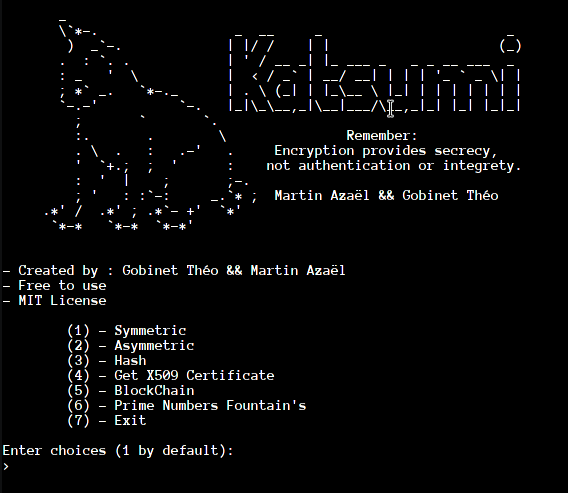 Katsumi
Remember:
Encryption provides secrecy,
not authentication or integrety.
Martin Azaël && Gobinet Théo
- Created by : Gobinet Théo && Martin Azaël
- Free to use
- MIT License
(1) - Symmetric
(2) - Asymmetric
(3) - Hash
(4) - Get X509 Certificate
(5) - BlockChain
(6) - Prime Numbers Fountain's
(7) - Exit
Enter choices (1 by default):
>